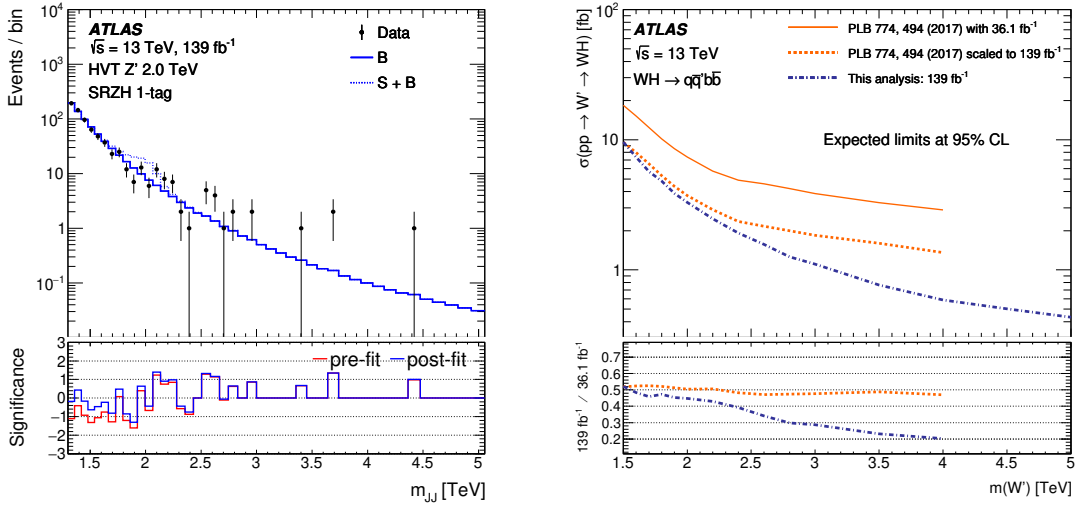 ATLAS
√s = 13 TeV, 139 fb⁻¹
HVT Z' 2.0 TeV
SRZH 1-tag
Data
B
S + B
Events / bin
10⁴
10³
10²
10
1
10⁻¹
pre-fit
post-fit
Significance
3
2
1
0
−1
−2
−3
1.5
2
2.5
3
3.5
4
4.5
5
m_JJ [TeV]
ATLAS
√s = 13 TeV
WH → qq̄'bb̄
PLB 774, 494 (2017) with 36.1 fb⁻¹
PLB 774, 494 (2017) scaled to 139 fb⁻¹
This analysis: 139 fb⁻¹
Expected limits at 95% CL
σ(pp → W' → WH) [fb]
10²
10
1
139 fb⁻¹ / 36.1 fb⁻¹
0.7
0.6
0.5
0.4
0.3
0.2
1.5
2
2.5
3
3.5
4
4.5
5
m(W') [TeV]